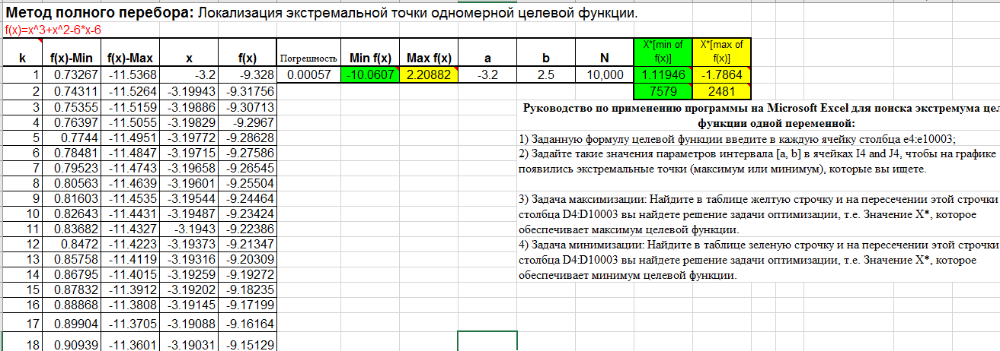 Метод полного перебора: Локализация экстремальной точки одномерной целевой функции.
f(x)=x^3+x^2-6*x-6
k f(x)-Min f(x)-Max x f(x) Погрешность Min f(x) Max f(x) a b N X*[min of f(x)] X*[max of f(x)]
1 0.73267 -11.5368 -3.2 -9.328 0.00057 -10.0607 2.20882 -3.2 2.5 10,000 1.11946 -1.7864
2 0.74311 -11.5264 -3.19943 -9.31756 7579 2481
3 0.75355 -11.5159 -3.19886 -9.30713
4 0.76397 -11.5055 -3.19829 -9.2967
5 0.7744 -11.4951 -3.19772 -9.28628
6 0.78481 -11.4847 -3.19715 -9.27586
7 0.79523 -11.4743 -3.19658 -9.26545
8 0.80563 -11.4639 -3.19601 -9.25504
9 0.81603 -11.4535 -3.19544 -9.24464
10 0.82643 -11.4431 -3.19487 -9.23424
11 0.83682 -11.4327 -3.1943 -9.22386
12 0.8472 -11.4223 -3.19373 -9.21347
13 0.85758 -11.4119 -3.19316 -9.20309
14 0.86795 -11.4015 -3.19259 -9.19272
15 0.87832 -11.3912 -3.19202 -9.18235
16 0.88868 -11.3808 -3.19145 -9.17199
17 0.89904 -11.3705 -3.19088 -9.16164
18 0.90939 -11.3601 -3.19031 -9.15129
Руководство по применению программы на Microsoft Excel для поиска экстремума цел
функции одной переменной:
1) Заданную формулу целевой функции введите в каждую ячейку столбца e4:e10003;
2) Задайте такие значения параметров интервала [a, b] в ячейках I4 and J4, чтобы на графике
появились экстремальные точки (максимум или минимум), которые вы ищете.
3) Задача максимизации: Найдите в таблице желтую строчку и на пересечении этой строчки
столбца D4:D10003 вы найдете решение задачи оптимизации, т.е. Значение X*, которое
обеспечивает максимум целевой функции.
4) Задача минимизации: Найдите в таблице зеленую строчку и на пересечении этой строчки
столбца D4:D10003 вы найдете решение задачи оптимизации, т.е. Значение X*, которое
обеспечивает минимум целевой функции.